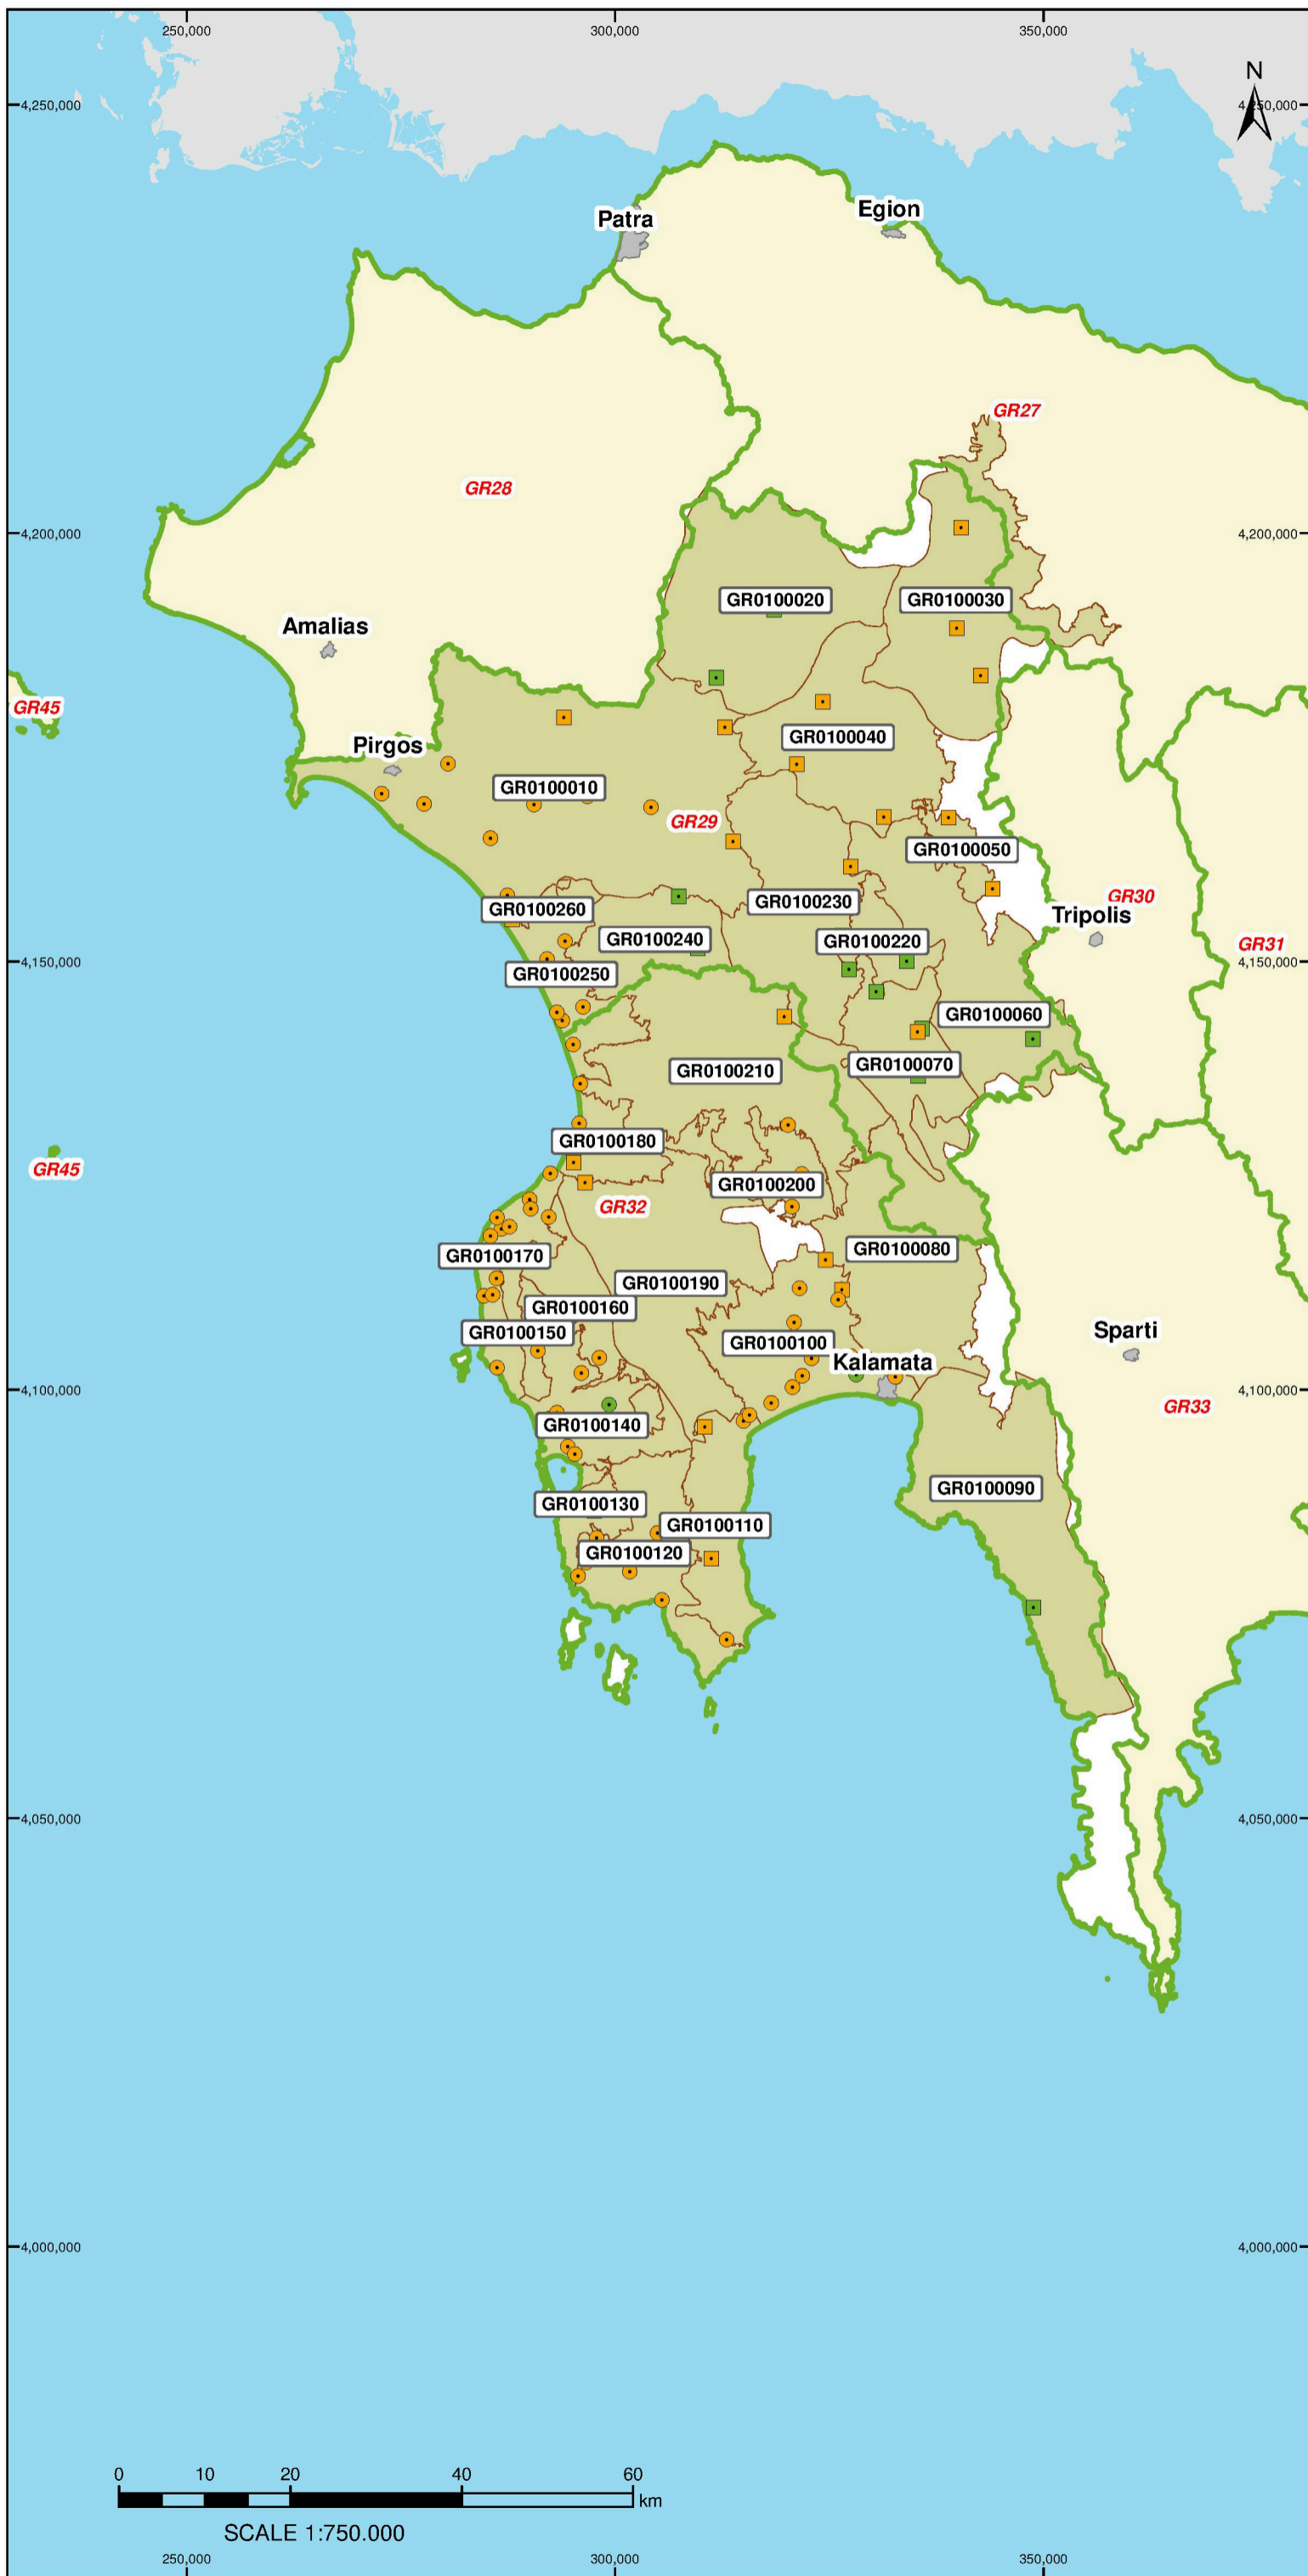 250,000 300,000 350,000
N
4,250,000 4,250,000
Egion
Patra
GR27
GR28
4,200,000 4,200,000
GR0100020 GR0100030
Amalias
GR45
GR0100040
Pirgos
GR0100010
GR29
GR0100050
GR30
GR0100230
GR0100260
Tripolis
GR0100240 GR0100220
GR31
4,150,000 4,150,000
GR0100250
GR0100060
GR0100070
GR0100210
GR0100180
GR45
GR0100200
GR32
GR0100080
GR0100170
GR0100190
GR0100160
Sparti
GR0100150
GR0100100
Kalamata
4,100,000 4,100,000
GR33
GR0100140
GR0100090
GR0100130
GR0100110
GR0100120
4,050,000 4,050,000
4,000,000 4,000,000
0 10 20 40 60
km
SCALE 1:750.000
250,000 300,000 350,000